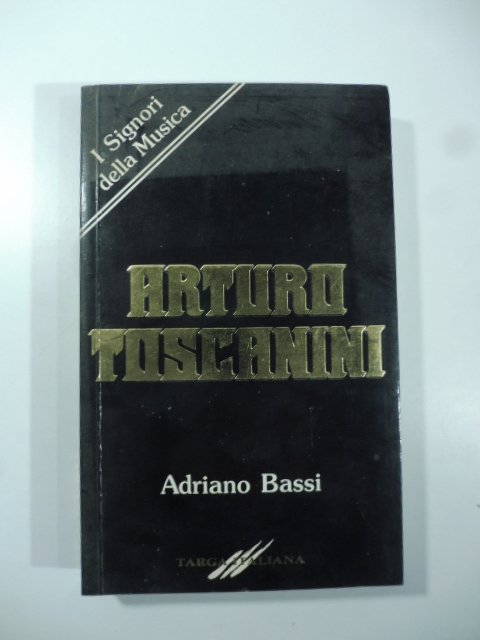 I Signori
della Musica
ARTURO
TOSCANINI
Adriano Bassi
TARGA ITALIANA